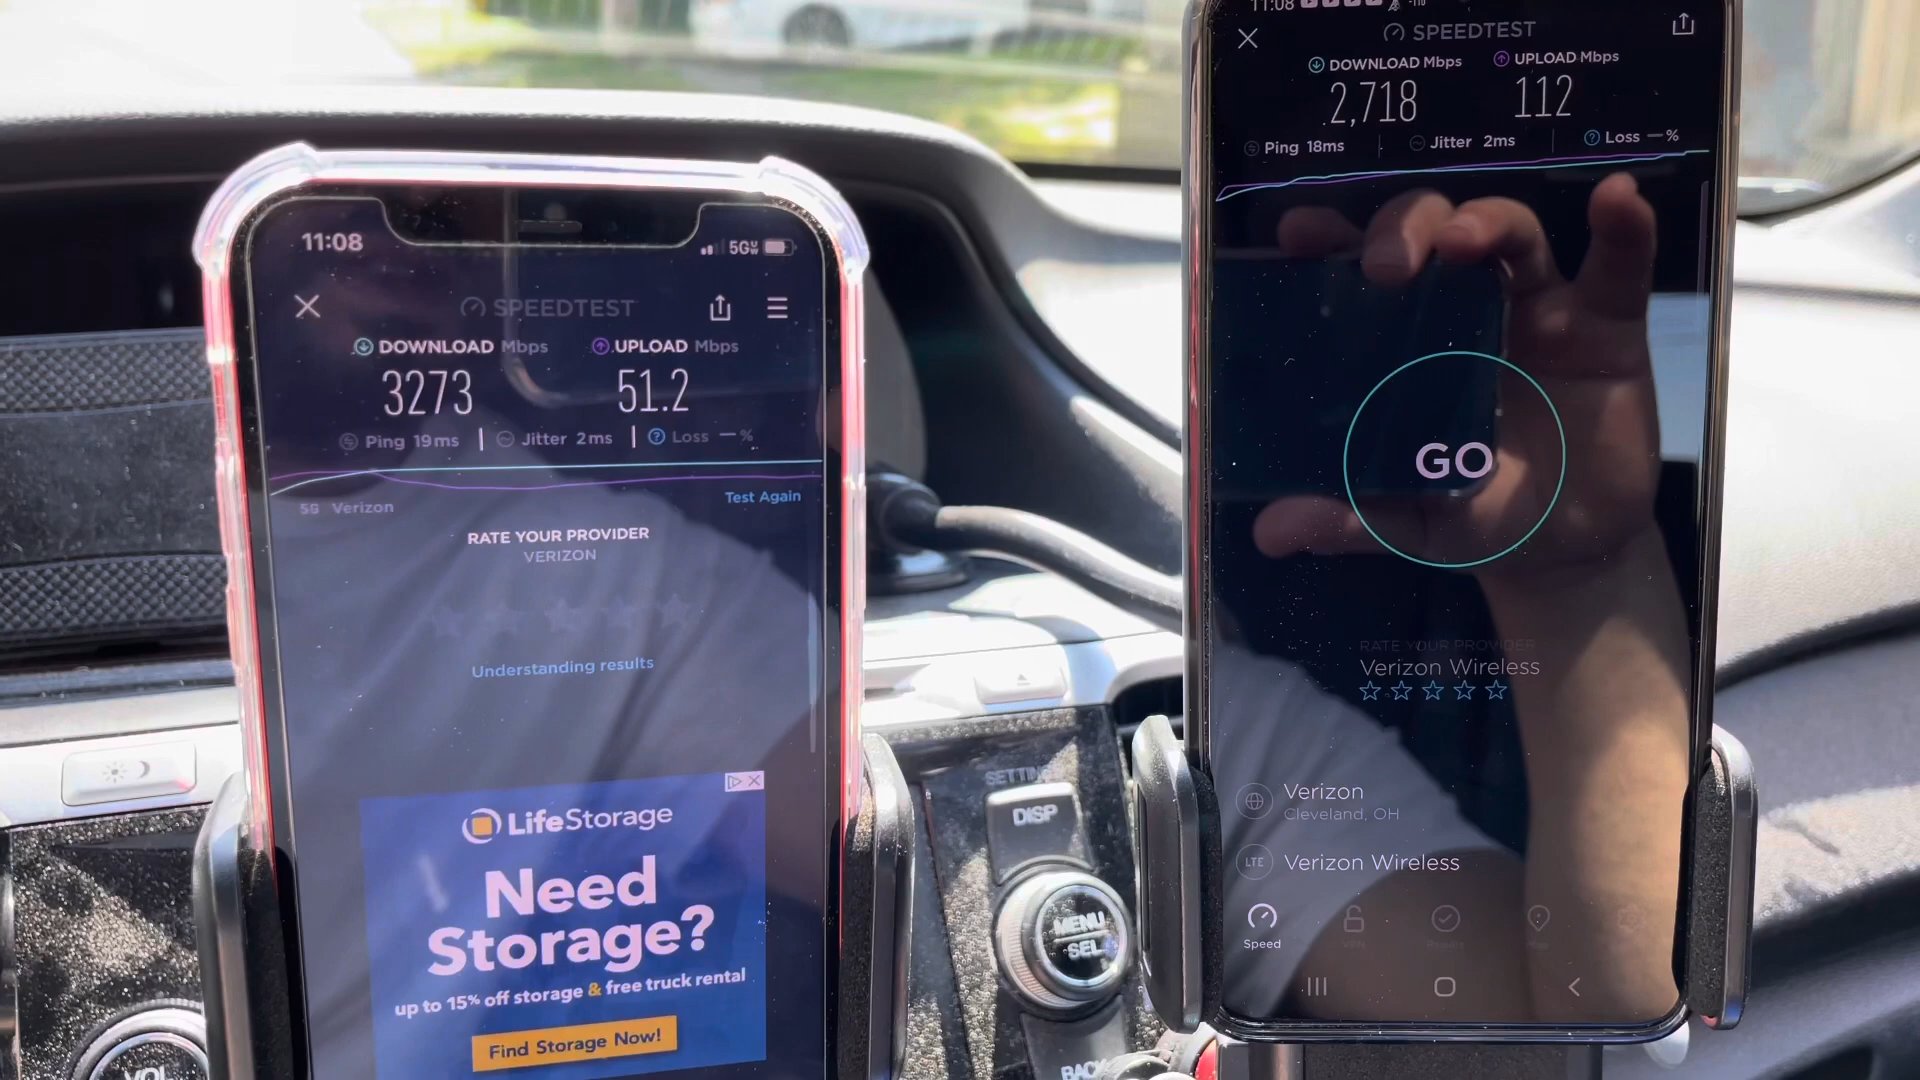 11:08
5G UW
SPEEDTEST
DOWNLOAD Mbps
UPLOAD Mbps
3273
51.2
Ping 19ms
Jitter 2ms
Loss — %
5G Verizon
Test Again
RATE YOUR PROVIDER
VERIZON
Understanding results
LifeStorage
Need
Storage?
up to 15% off storage & free truck rental
Find Storage Now!
VOL
DISP
MENU
SEL
BACK
11:08
SPEEDTEST
DOWNLOAD Mbps
UPLOAD Mbps
2,718
112
Ping 18ms
Jitter 2ms
Loss — %
GO
RATE YOUR PROVIDER
Verizon Wireless
Verizon
Cleveland, OH
LTE
Verizon Wireless
Speed